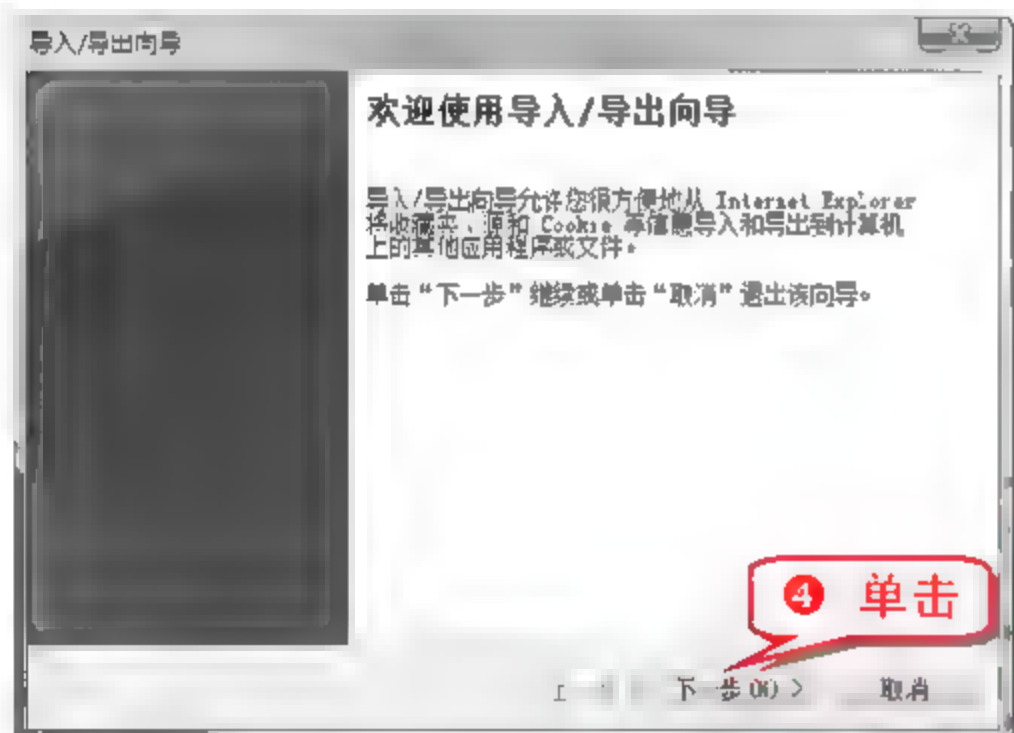 导入/导出向导
欢迎使用导入/导出向导
导入/导出向导允许您很方便地从 Internet Explorer
将收藏夹、源和 Cookie 等信息导入和导出到计算机
上的其他应用程序或文件。
单击“下一步”继续或单击“取消”退出该向导。
❹ 单击
下一步(N) > 取消